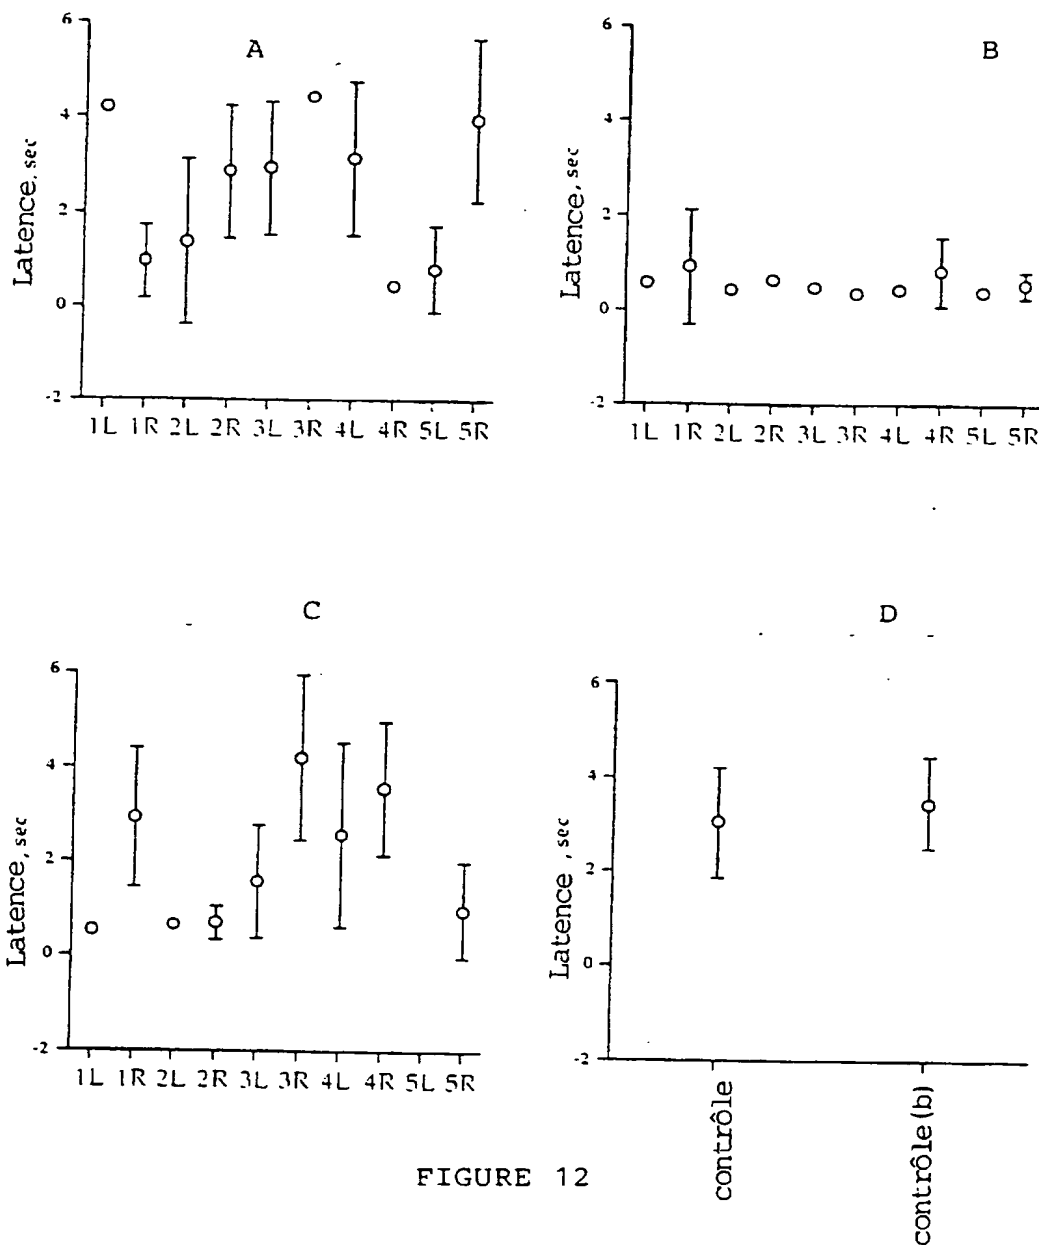 A
6
4
2
0
-2
Latence, sec
1L 1R 2L 2R 3L 3R 4L 4R 5L 5R
B
6
4
2
0
-2
Latence, sec
1L 1R 2L 2R 3L 3R 4L 4R 5L 5R
C
6
4
2
0
-2
Latence, sec
1L 1R 2L 2R 3L 3R 4L 4R 5L 5R
D
6
4
2
0
-2
Latence, sec
contrôle
contrôle(b)
FIGURE 12